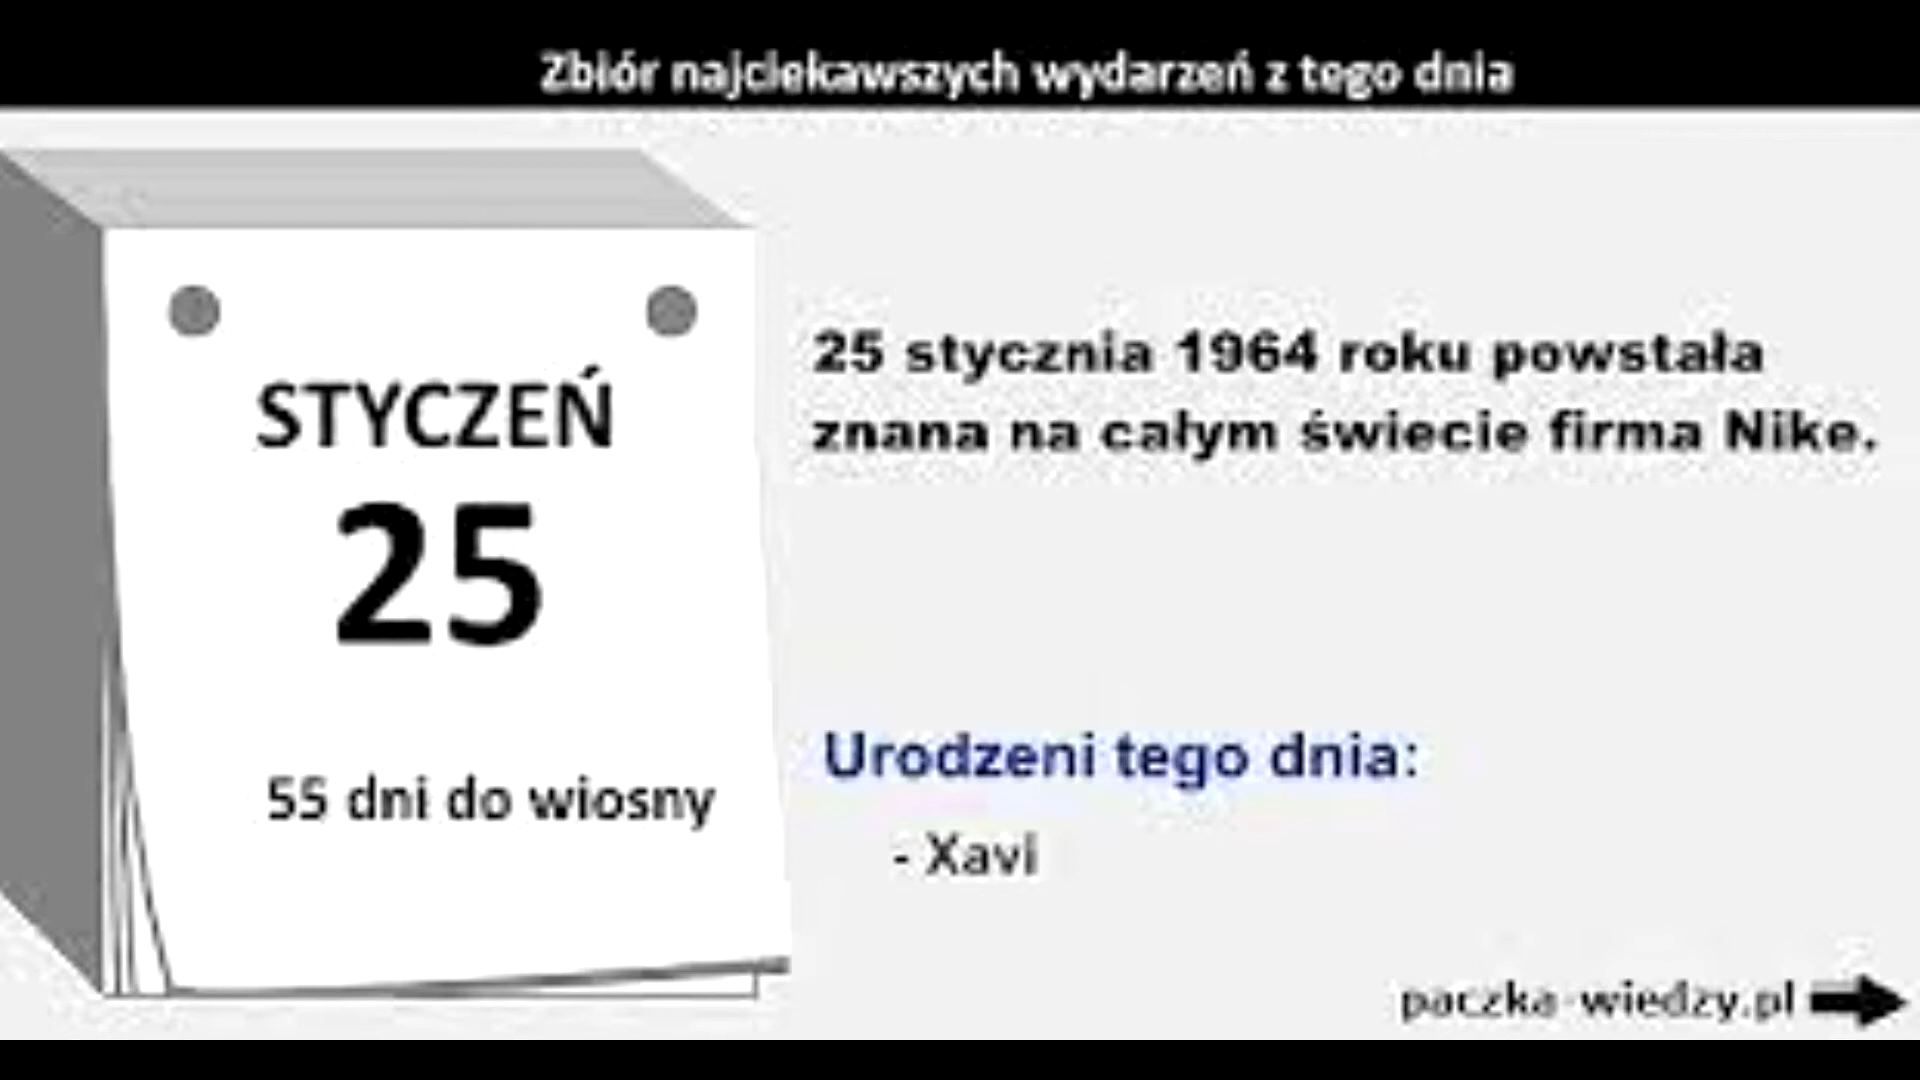 Zbiór najciekawszych wydarzeń z tego dnia
STYCZEŃ
25
55 dni do wiosny
25 stycznia 1964 roku powstała
znana na całym świecie firma Nike.
Urodzeni tego dnia:
- Xavi
paczka-wiedzy.pl